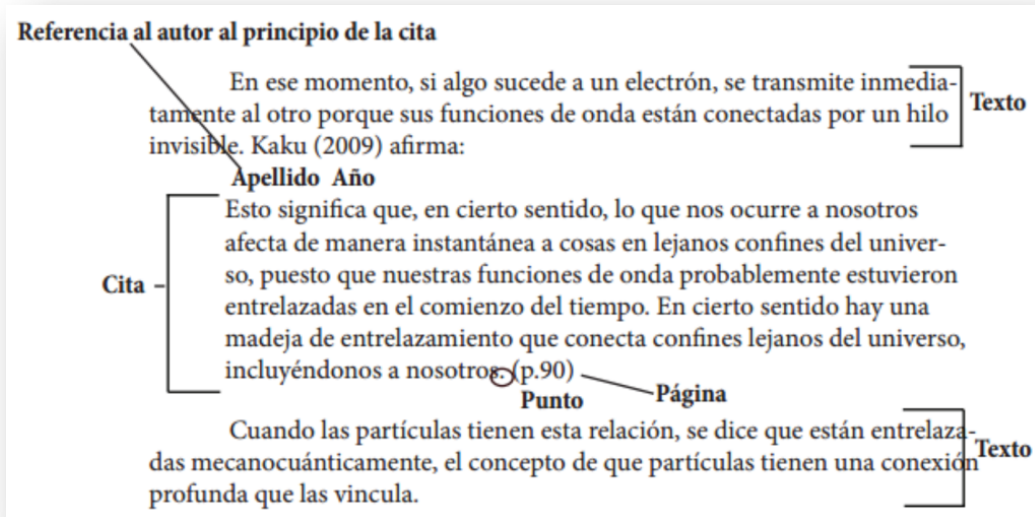 Referencia al autor al principio de la cita
En ese momento, si algo sucede a un electrón, se transmite inmedia-
tamente al otro porque sus funciones de onda están conectadas por un hilo
Texto
invisible. Kaku (2009) afirma:
Apellido Año
Esto significa que, en cierto sentido, lo que nos ocurre a nosotros
afecta de manera instantánea a cosas en lejanos confines del univer-
Cita
so, puesto que nuestras funciones de onda probablemente estuvieron
entrelazadas en el comienzo del tiempo. En cierto sentido hay una
madeja de entrelazamiento que conecta confines lejanos del universo,
incluyéndonos a nosotros. (p.90)
Punto
Página
Cuando las partículas tienen esta relación, se dice que están entrelaza-
Texto
das mecanocuánticamente, el concepto de que partículas tienen una conexión
profunda que las vincula.